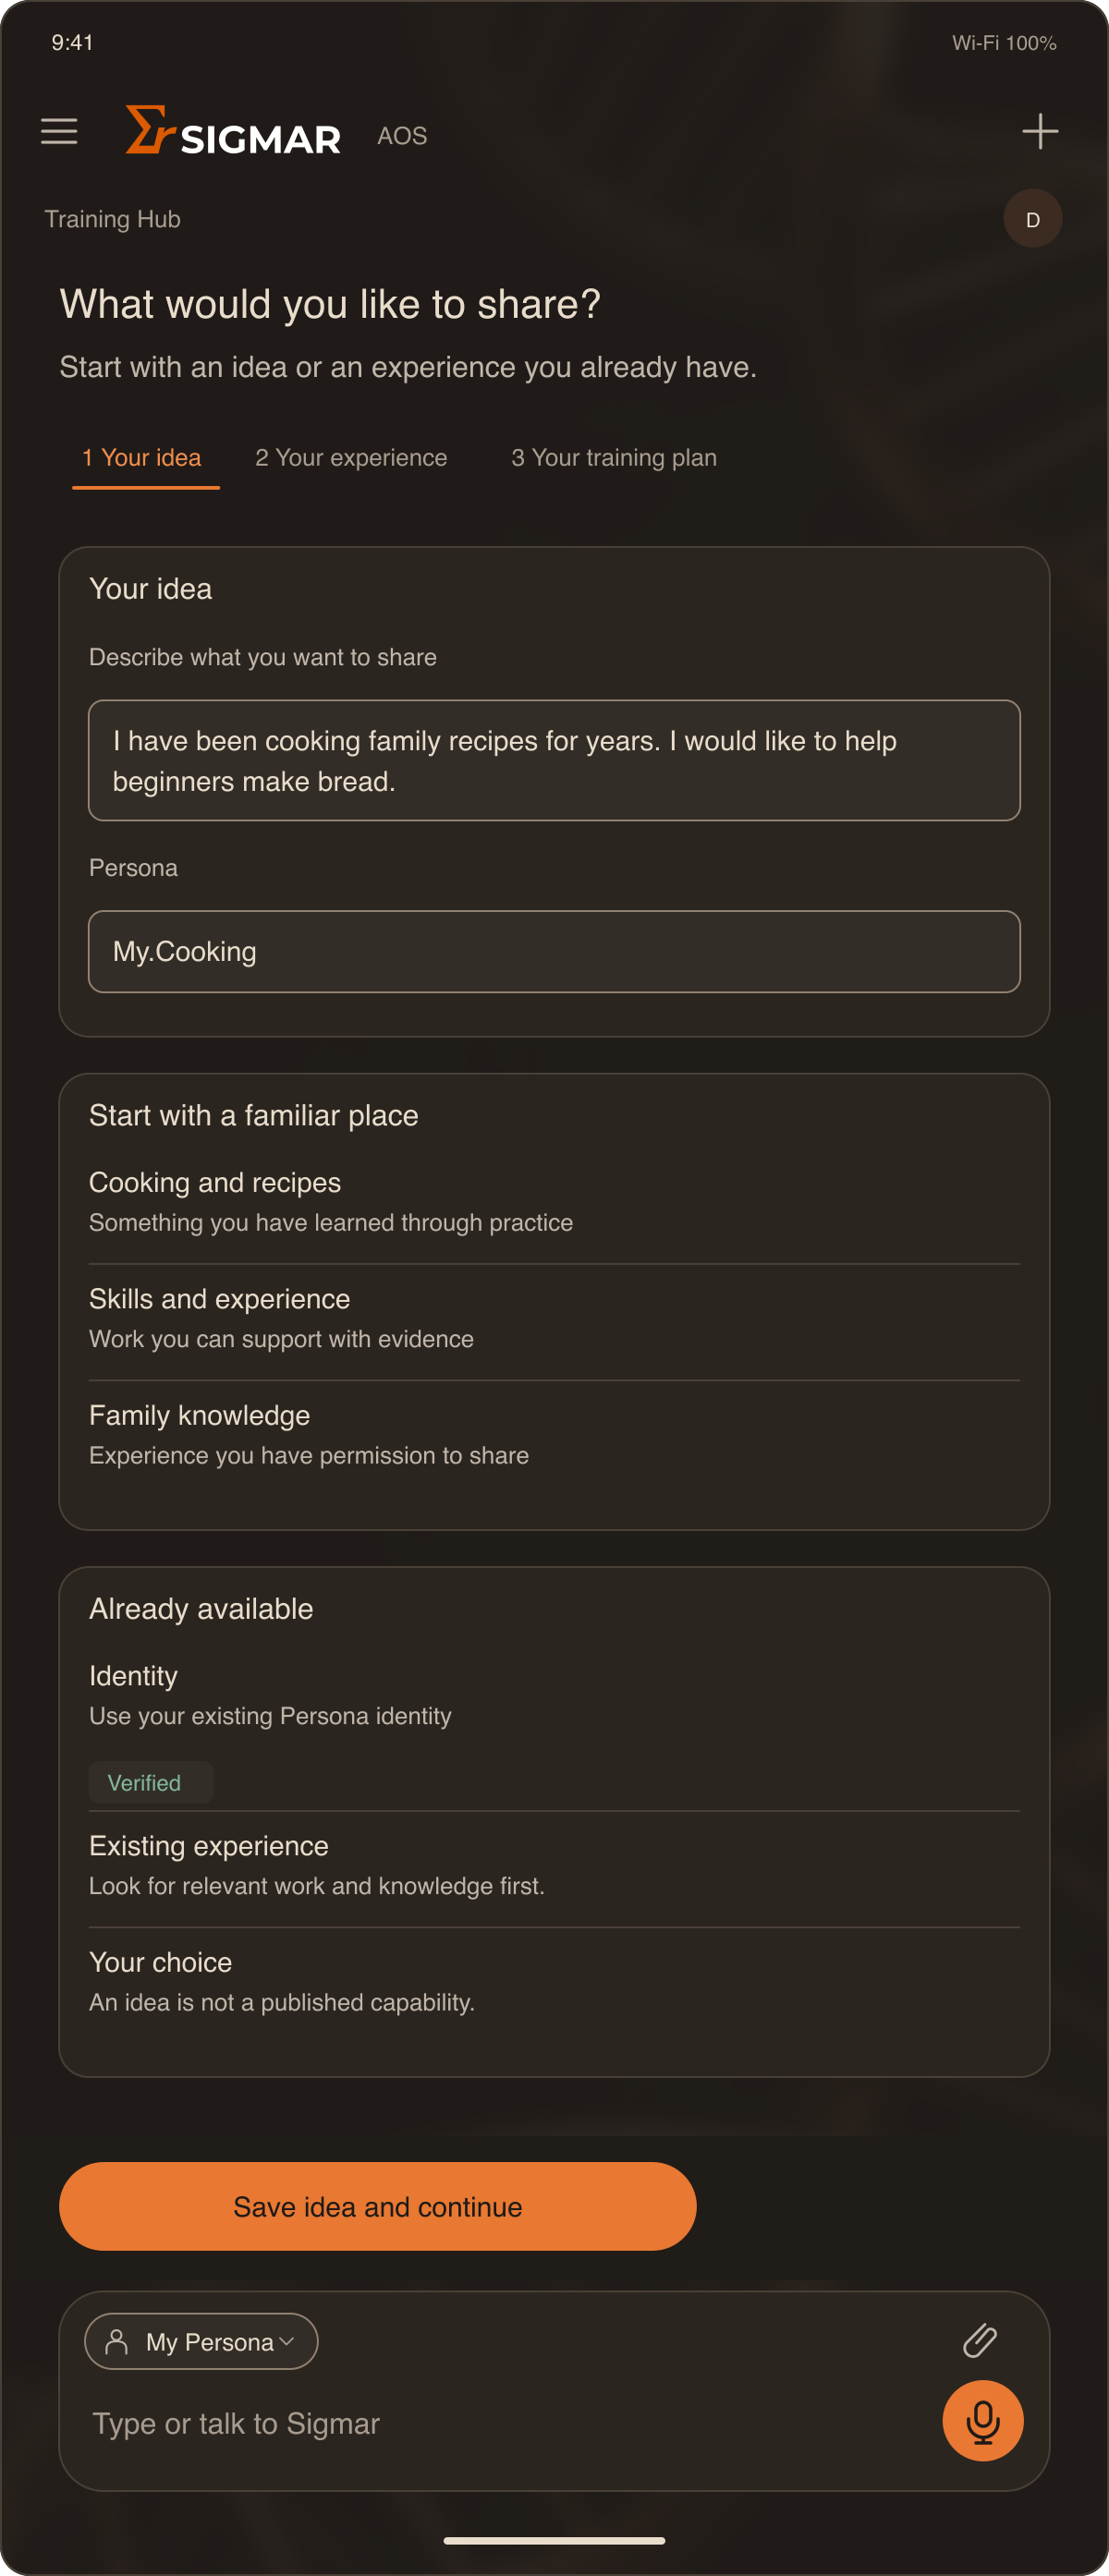 9:41
Wi-Fi 100%
Σr SIGMAR AOS
Training Hub
D
What would you like to share?
Start with an idea or an experience you already have.
1 Your idea
2 Your experience
3 Your training plan
Your idea
Describe what you want to share
I have been cooking family recipes for years. I would like to help
beginners make bread.
Persona
My.Cooking
Start with a familiar place
Cooking and recipes
Something you have learned through practice
Skills and experience
Work you can support with evidence
Family knowledge
Experience you have permission to share
Already available
Identity
Use your existing Persona identity
Verified
Existing experience
Look for relevant work and knowledge first.
Your choice
An idea is not a published capability.
Save idea and continue
My Persona
Type or talk to Sigmar